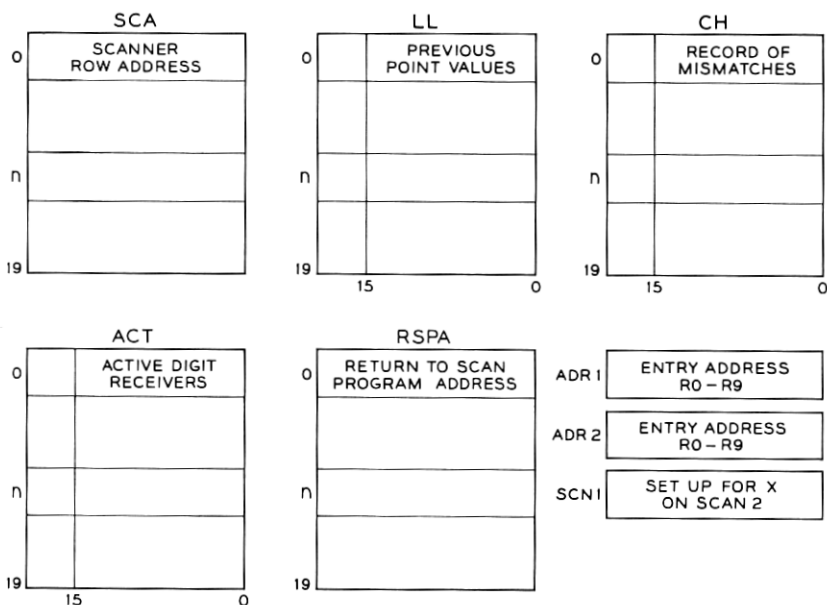 SCA
LL
CH
0
SCANNER
ROW ADDRESS
n
19
0
PREVIOUS
POINT VALUES
n
19
15
0
0
RECORD OF
MISMATCHES
n
19
15
0
ACT
RSPA
0
ACTIVE DIGIT
RECEIVERS
n
19
15
0
0
RETURN TO SCAN
PROGRAM ADDRESS
n
19
ADR 1
ENTRY ADDRESS
R0 – R9
ADR 2
ENTRY ADDRESS
R0 – R9
SCN 1
SET UP FOR X
ON SCAN 2